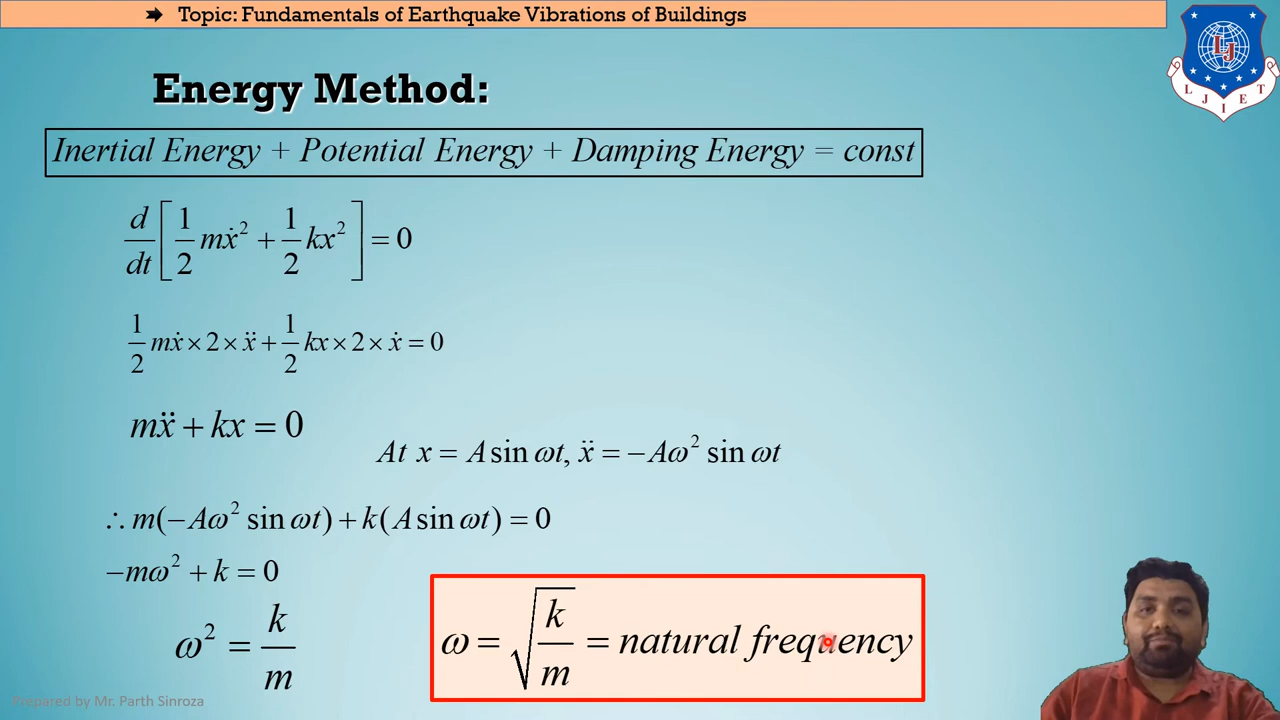 ➔ Topic: Fundamentals of Earthquake Vibrations of Buildings
LJIET
Energy Method:
Inertial Energy + Potential Energy + Damping Energy = const
d/dt [1/2 mẋ² + 1/2 kx²] = 0
1/2 mẋ × 2 × ẍ + 1/2 kx × 2 × ẋ = 0
mẍ + kx = 0
At x = A sin ωt, ẍ = −Aω² sin ωt
∴ m(−Aω² sin ωt) + k(A sin ωt) = 0
−mω² + k = 0
ω² = k/m
ω = √(k/m) = natural frequency
Prepared by Mr. Parth Sinroza